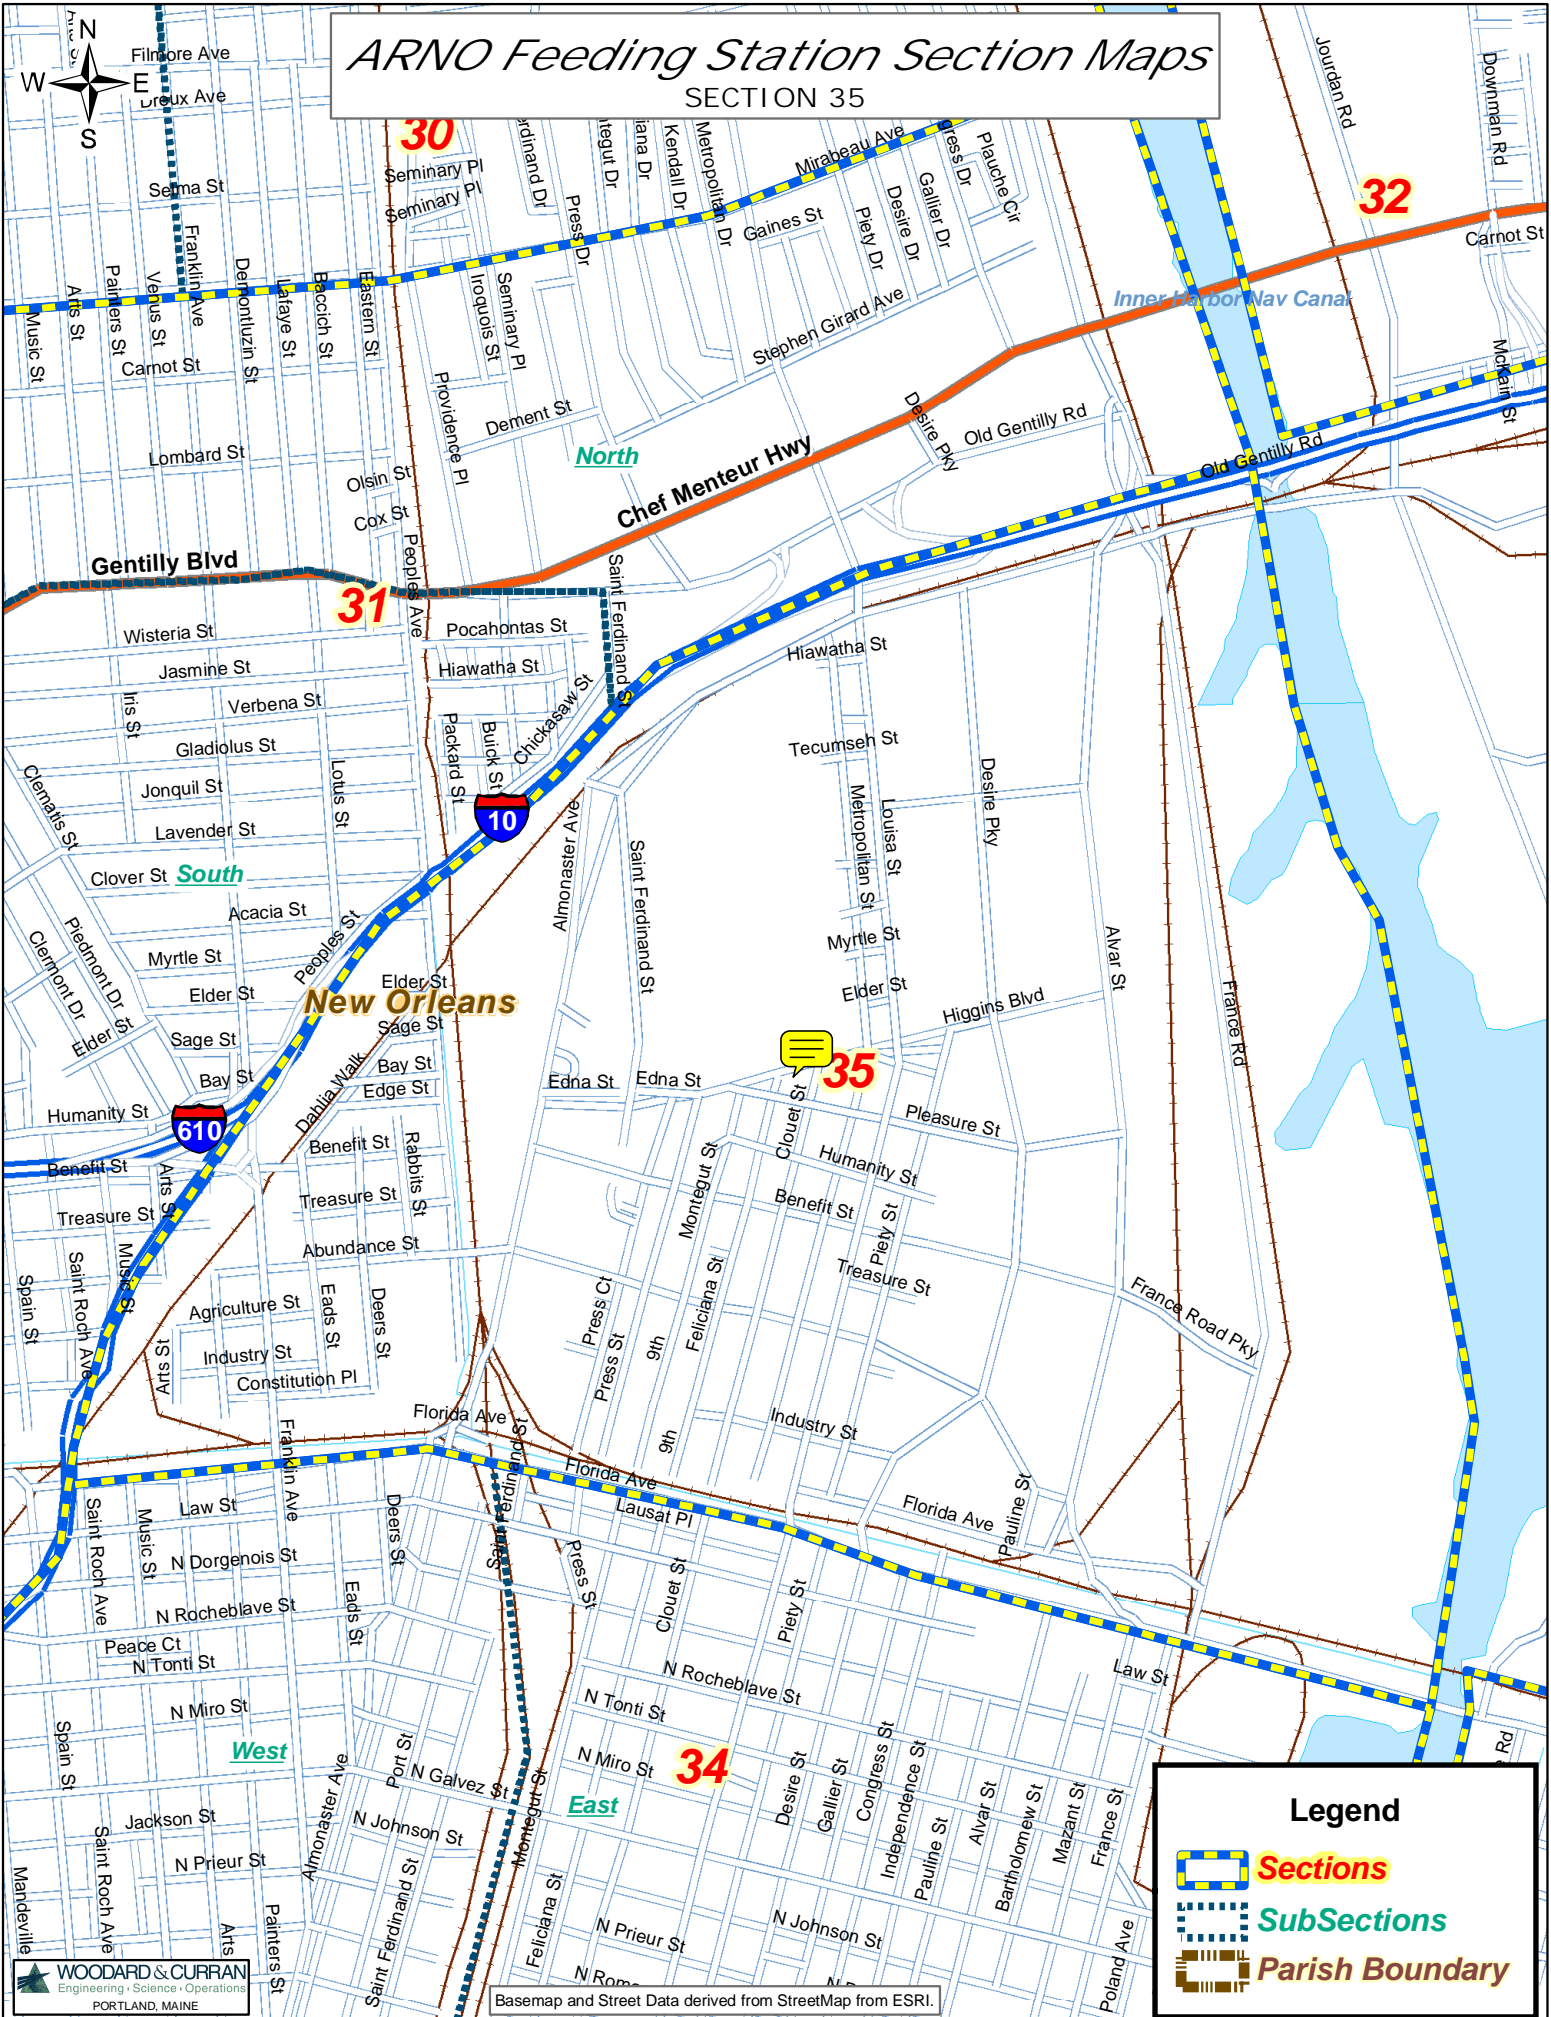 ARNO Feeding Station Section Maps
SECTION 35
N
W
E
S
Filmore Ave
Dreux Ave
30
Seminary Pl
Seminary Pl
Selma St
Franklin Ave
Press Dr
Kendall Dr
Metropolitan Dr
Mirabeau Ave
Gaines St
Piety Dr
Desire Dr
Gallier Dr
Plauche Cir
Jourdan Rd
Downman Rd
32
Carnot St
Inner Harbor Nav Canal
Music St
Arts St
Painters St
Venus St
Demontluzin St
Lafaye St
Baccich St
Eastern St
Iroquois St
Seminary Pl
Stephen Girard Ave
Carnot St
Providence Pl
Dement St
North
Chef Menteur Hwy
Desire Pky
Old Gentilly Rd
Old Gentilly Rd
McKain St
Lombard St
Olsin St
Cox St
Gentilly Blvd
31
Peoples Ave
Saint Ferdinand St
Wisteria St
Pocahontas St
Jasmine St
Hiawatha St
Hiawatha St
Iris St
Verbena St
Chickasaw St
Gladiolus St
Packard St
Buick St
Tecumseh St
Clematis St
Jonquil St
Lotus St
10
Lavender St
Almonaster Ave
Saint Ferdinand St
Metropolitan St
Louisa St
Desire Pky
Clover St
South
Acacia St
Piedmont Dr
Clermont Dr
Myrtle St
Peoples St
Myrtle St
Alvar St
Elder St
Elder St
Elder St
New Orleans
Higgins Blvd
France Rd
Elder St
Sage St
Sage St
Bay St
Bay St
Dahlia Walk
Edge St
Edna St
Edna St
35
Clouet St
Humanity St
610
Pleasure St
Benefit St
Rabbits St
Benefit St
Arts St
Montegut St
Humanity St
Treasure St
Treasure St
Benefit St
Piety St
Abundance St
Music St
Saint Roch Ave
Spain St
Feliciana St
Treasure St
Agriculture St
Eads St
Deers St
Press Ct
France Road Pky
Industry St
Arts St
Constitution Pl
Press St
9th
Florida Ave
Franklin Ave
9th
Industry St
Florida Ave
Lausat Pl
Florida Ave
Pauline St
Law St
Saint Roch Ave
Music St
Deers St
N Dorgenois St
Press St
Clouet St
Piety St
N Rocheblave St
Eads St
Peace Ct
N Tonti St
N Rocheblave St
Law St
N Miro St
N Tonti St
Spain St
West
Port St
N Miro St
34
Almonaster Ave
N Galvez St
Montegut St
East
Desire St
Gallier St
Congress St
Independence St
Pauline St
Alvar St
Bartholomew St
Mazant St
France St
Jackson St
N Johnson St
N Prieur St
Saint Roch Ave
Mandeville
Arts
Painters St
Saint Ferdinand St
Feliciana St
N Prieur St
N Johnson St
Poland Ave
Legend
Sections
SubSections
Parish Boundary
WOODARD & CURRAN
Engineering • Science • Operations
PORTLAND, MAINE
Basemap and Street Data derived from StreetMap from ESRI.